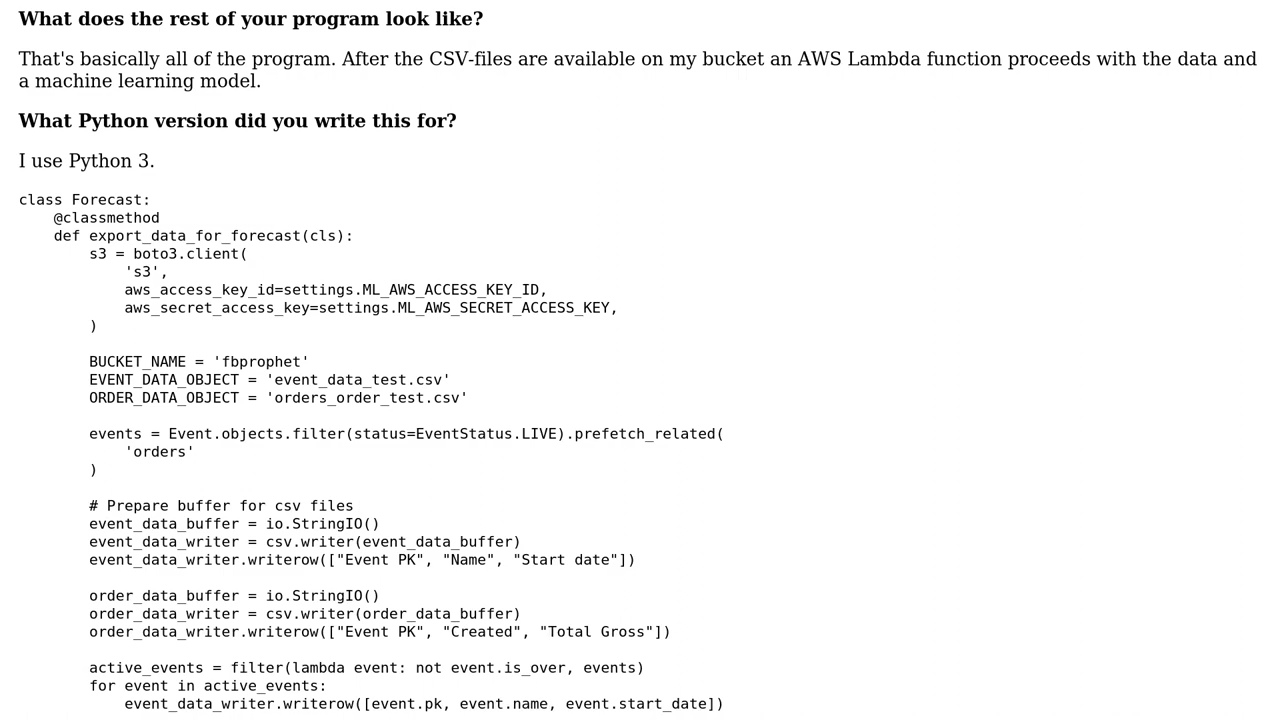 What does the rest of your program look like?
That's basically all of the program. After the CSV-files are available on my bucket an AWS Lambda function proceeds with the data and
a machine learning model.
What Python version did you write this for?
I use Python 3.
class Forecast:
    @classmethod
    def export_data_for_forecast(cls):
        s3 = boto3.client(
            's3',
            aws_access_key_id=settings.ML_AWS_ACCESS_KEY_ID,
            aws_secret_access_key=settings.ML_AWS_SECRET_ACCESS_KEY,
        )
        BUCKET_NAME = 'fbprophet'
        EVENT_DATA_OBJECT = 'event_data_test.csv'
        ORDER_DATA_OBJECT = 'orders_order_test.csv'
        events = Event.objects.filter(status=EventStatus.LIVE).prefetch_related(
            'orders'
        )
        # Prepare buffer for csv files
        event_data_buffer = io.StringIO()
        event_data_writer = csv.writer(event_data_buffer)
        event_data_writer.writerow(["Event PK", "Name", "Start date"])
        order_data_buffer = io.StringIO()
        order_data_writer = csv.writer(order_data_buffer)
        order_data_writer.writerow(["Event PK", "Created", "Total Gross"])
        active_events = filter(lambda event: not event.is_over, events)
        for event in active_events:
            event_data_writer.writerow([event.pk, event.name, event.start_date])